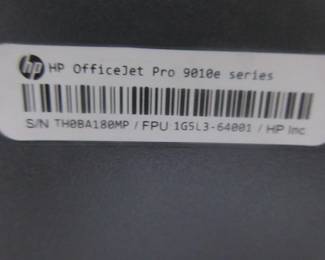 hp HP OfficeJet Pro 9010e series
S/N TH0BA180MP / FPU 1G5L3-64001 / HP Inc